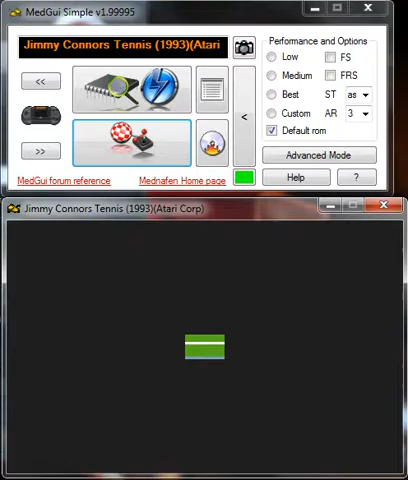 MedGui Simple v1.99995
Jimmy Connors Tennis (1993)(Atari
<<
>>
<
MedGui forum reference
Mednafen Home page
Performance and Options
Low
FS
Medium
FRS
Best
ST
as
Custom
AR
3
Default rom
Advanced Mode
Help
?
Jimmy Connors Tennis (1993)(Atari Corp)